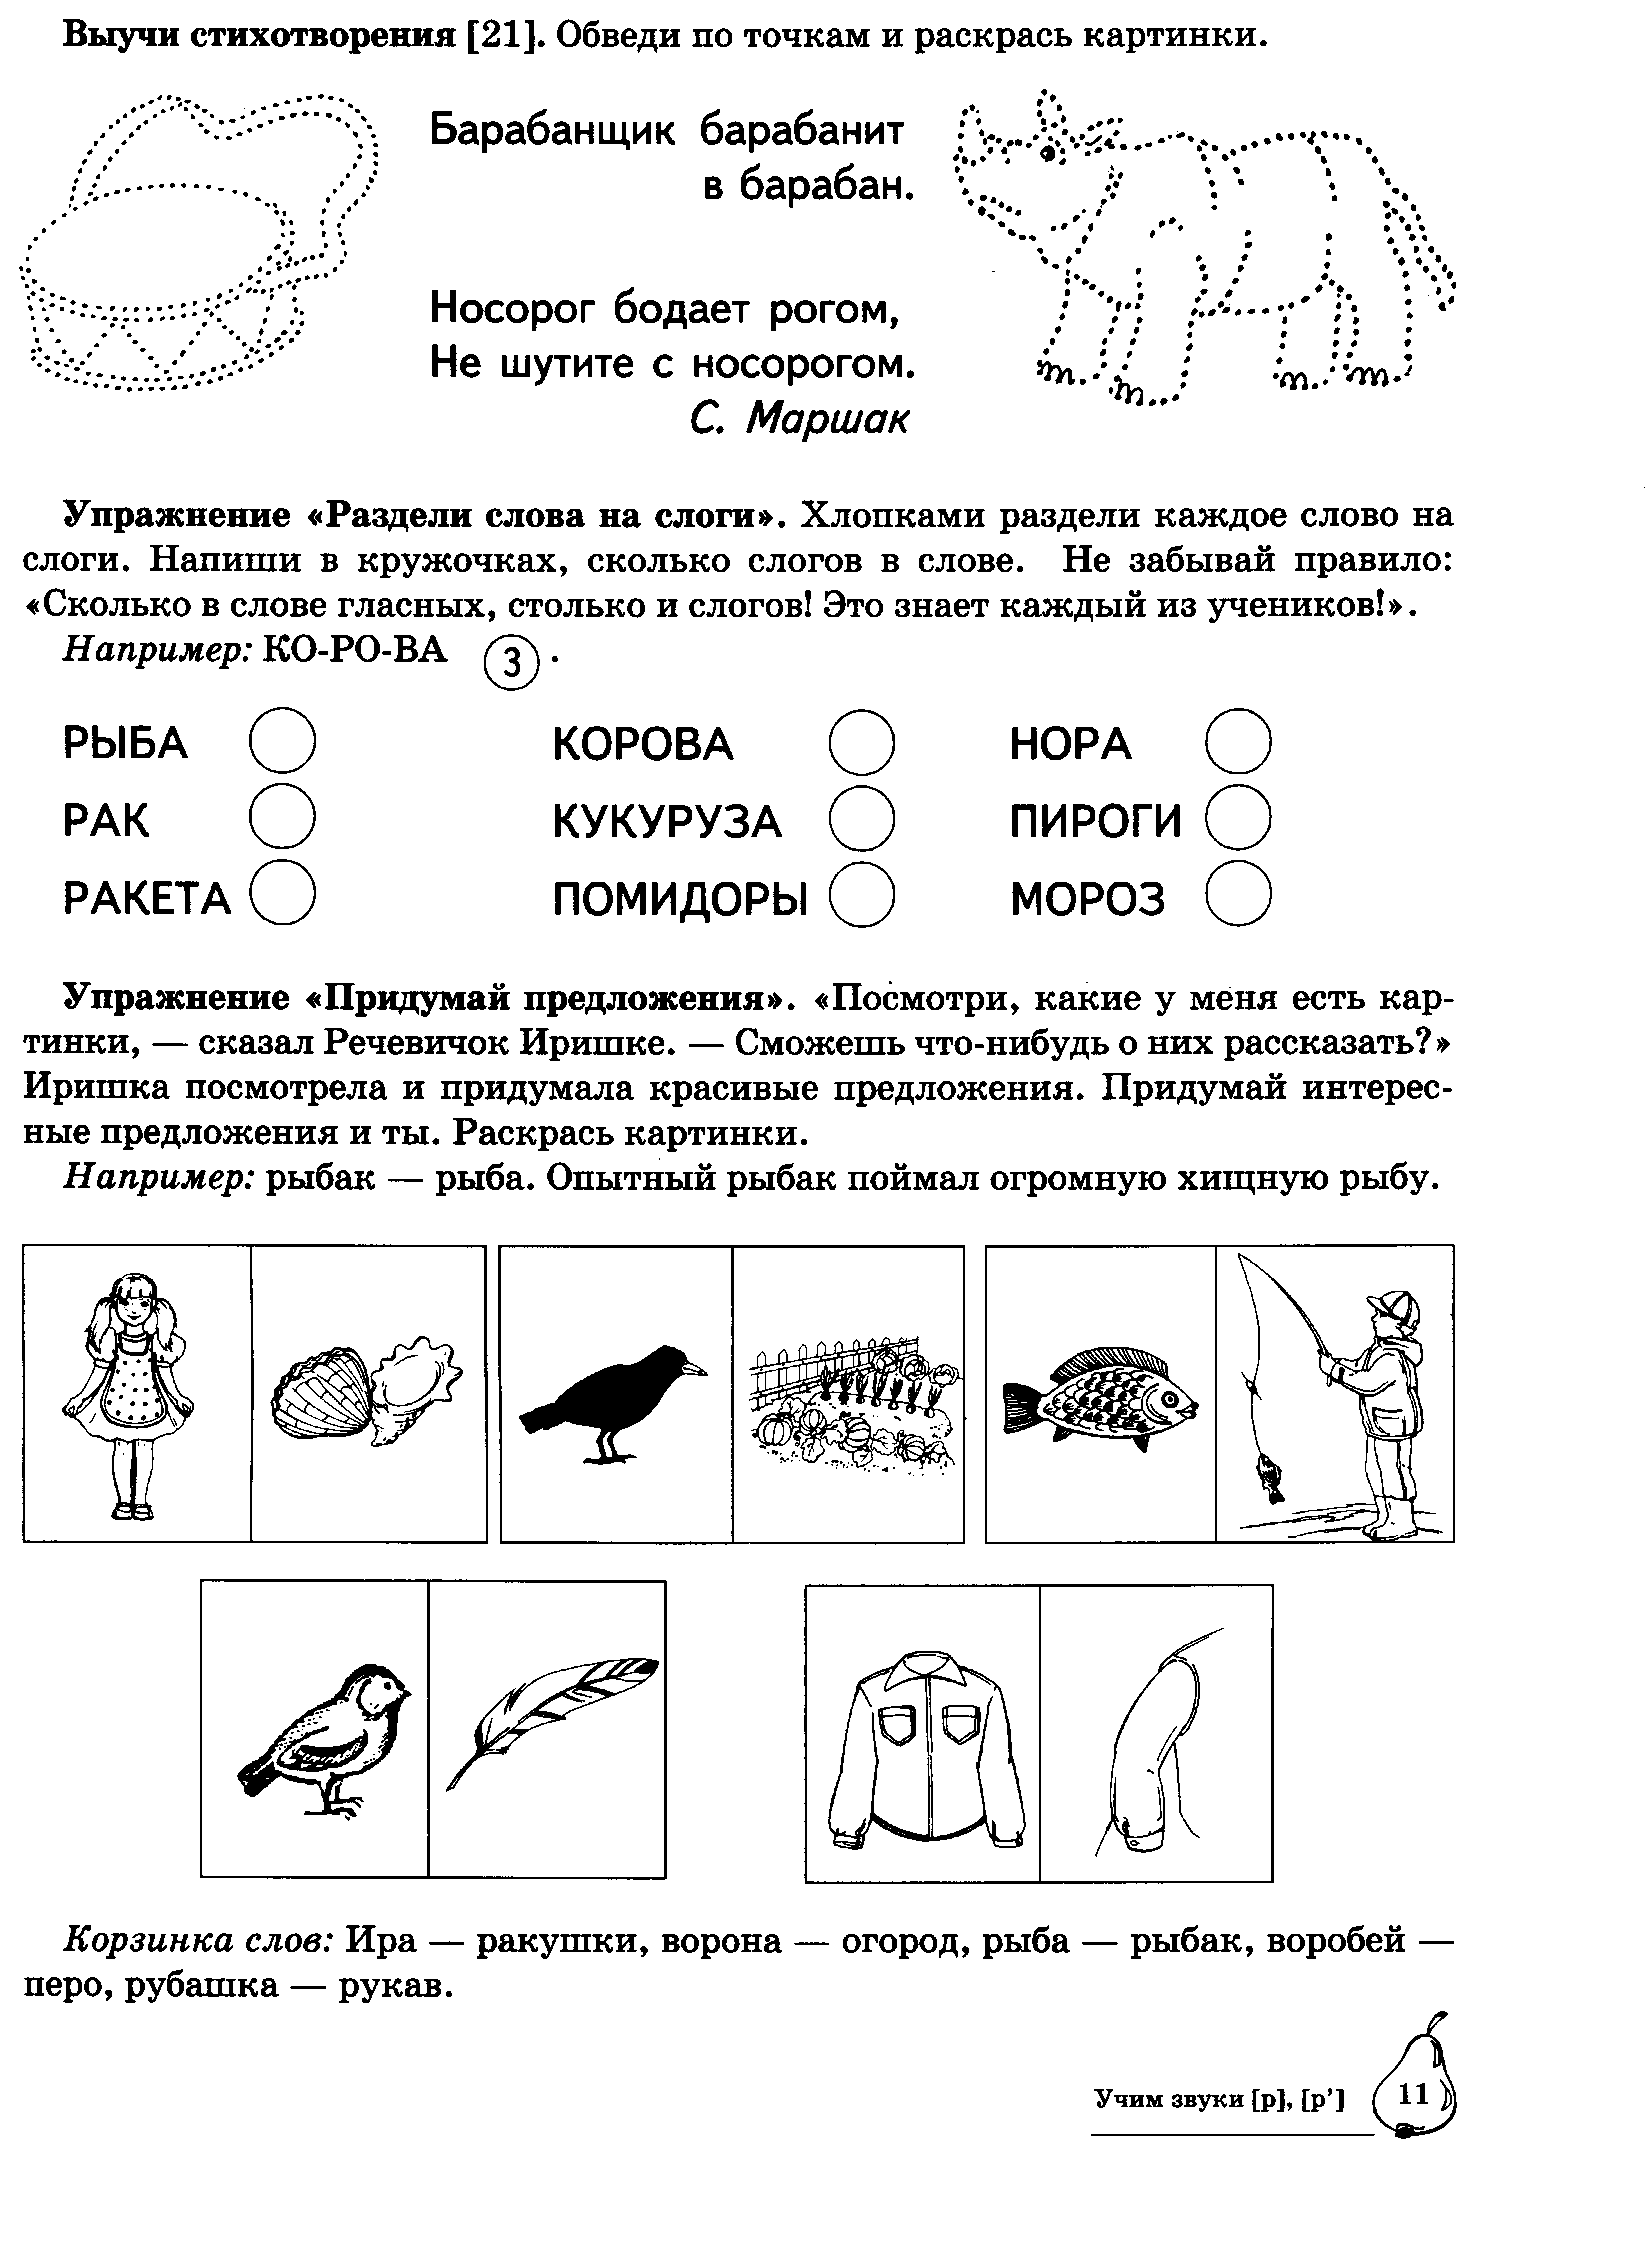 Выучи стихотворения [21]. Обведи по точкам и раскрась картинки.
Барабанщик барабанит
в барабан.
Носорог бодает рогом,
Не шутите с носорогом.
С. Маршак
Упражнение «Раздели слова на слоги». Хлопками раздели каждое слово на
слоги. Напиши в кружочках, сколько слогов в слове. Не забывай правило:
«Сколько в слове гласных, столько и слогов! Это знает каждый из учеников!».
Например: КО-РО-ВА 3 .
РЫБА КОРОВА НОРА
РАК КУКУРУЗА ПИРОГИ
РАКЕТА ПОМИДОРЫ МОРОЗ
Упражнение «Придумай предложения». «Посмотри, какие у меня есть кар-
тинки, — сказал Речевичок Иришке. — Сможешь что-нибудь о них рассказать?»
Иришка посмотрела и придумала красивые предложения. Придумай интерес-
ные предложения и ты. Раскрась картинки.
Например: рыбак — рыба. Опытный рыбак поймал огромную хищную рыбу.
Корзинка слов: Ира — ракушки, ворона — огород, рыба — рыбак, воробей —
перо, рубашка — рукав.
Учим звуки [р], [р’] 11